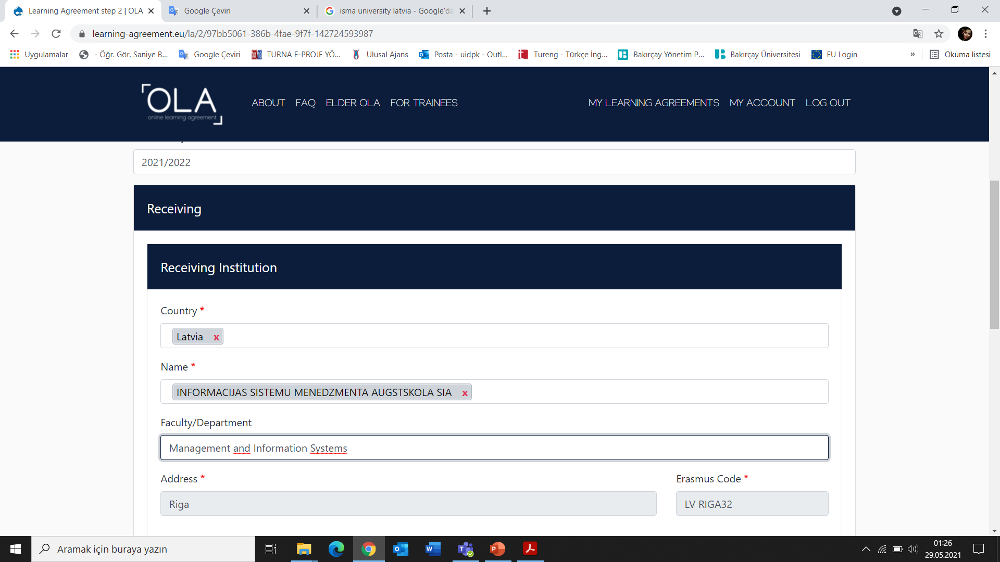 Learning Agreement step 2 | OLA
Google Çeviri
isma university latvia - Google'da
learning-agreement.eu/la/2/97bb5061-386b-4fae-9f7f-142724593987
Uygulamalar
- Öğr. Gör. Saniye B...
Google Çeviri
TURNA E-PROJE YÖ...
Ulusal Ajans
Posta - uidpk - Outl...
Tureng - Türkçe İng...
Bakırçay Yönetim P...
Bakırçay Üniversitesi
EU Login
»
Okuma listesi
OLA
online learning agreement
ABOUT
FAQ
ELDER OLA
FOR TRAINEES
MY LEARNING AGREEMENTS
MY ACCOUNT
LOG OUT
2021/2022
Receiving
Receiving Institution
Country *
Latvia x
Name *
INFORMACIJAS SISTEMU MENEDZMENTA AUGSTSKOLA SIA x
Faculty/Department
Management and Information Systems
Address *
Erasmus Code *
Riga
LV RIGA32
Aramak için buraya yazın
01:26
29.05.2021